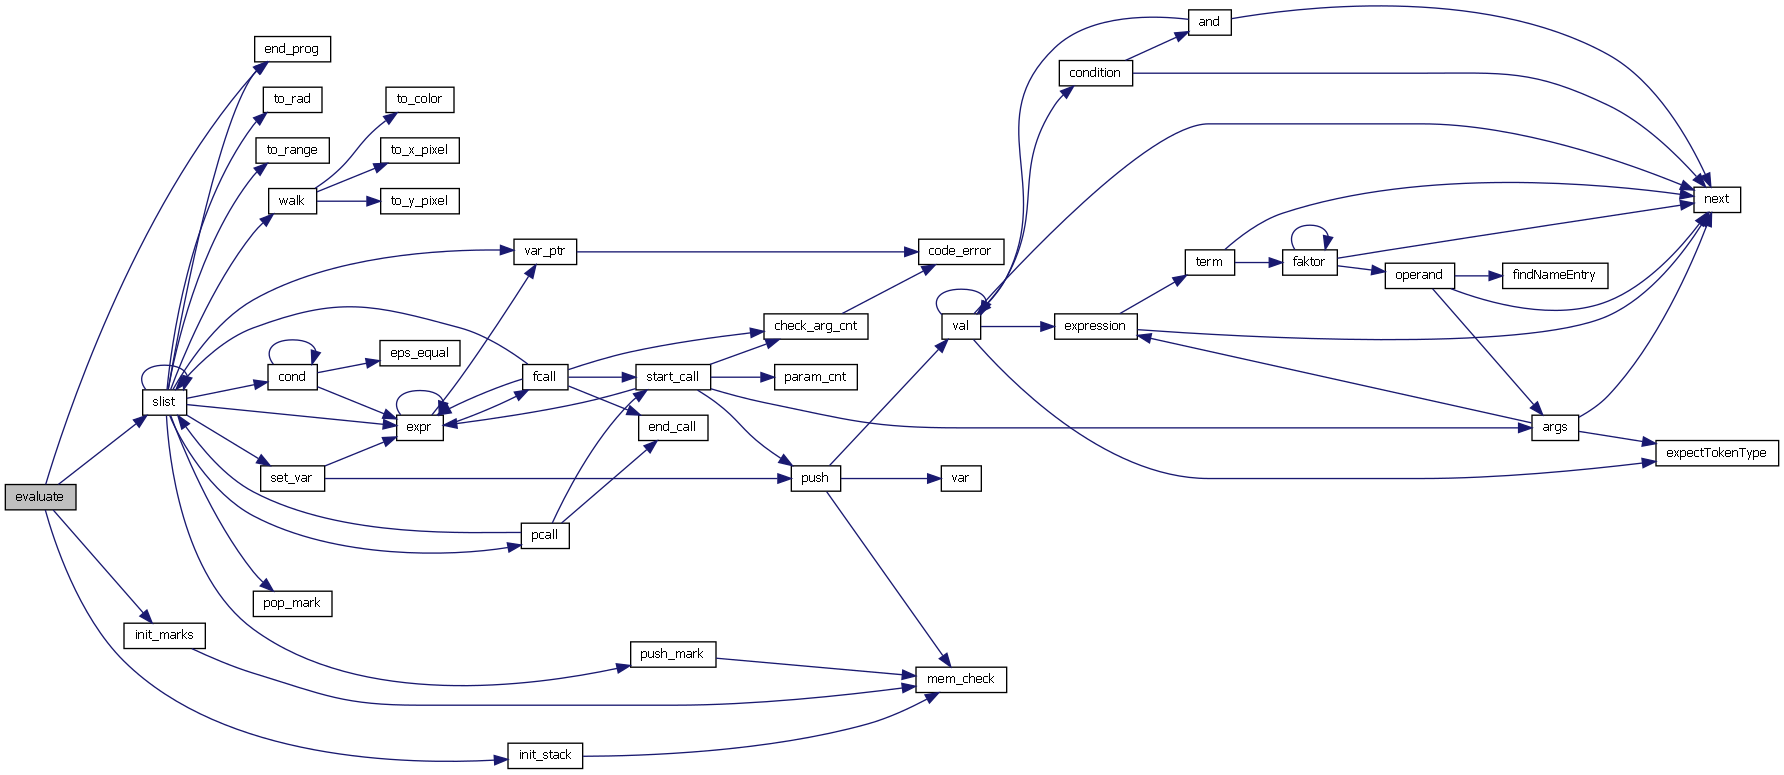 evaluate
end_prog
to_rad
to_range
walk
to_color
to_x_pixel
to_y_pixel
slist
cond
eps_equal
expr
set_var
pop_mark
init_marks
var_ptr
fcall
pcall
init_stack
start_call
end_call
push_mark
check_arg_cnt
param_cnt
push
code_error
val
var
mem_check
and
condition
expression
term
faktor
operand
findNameEntry
args
next
expectTokenType